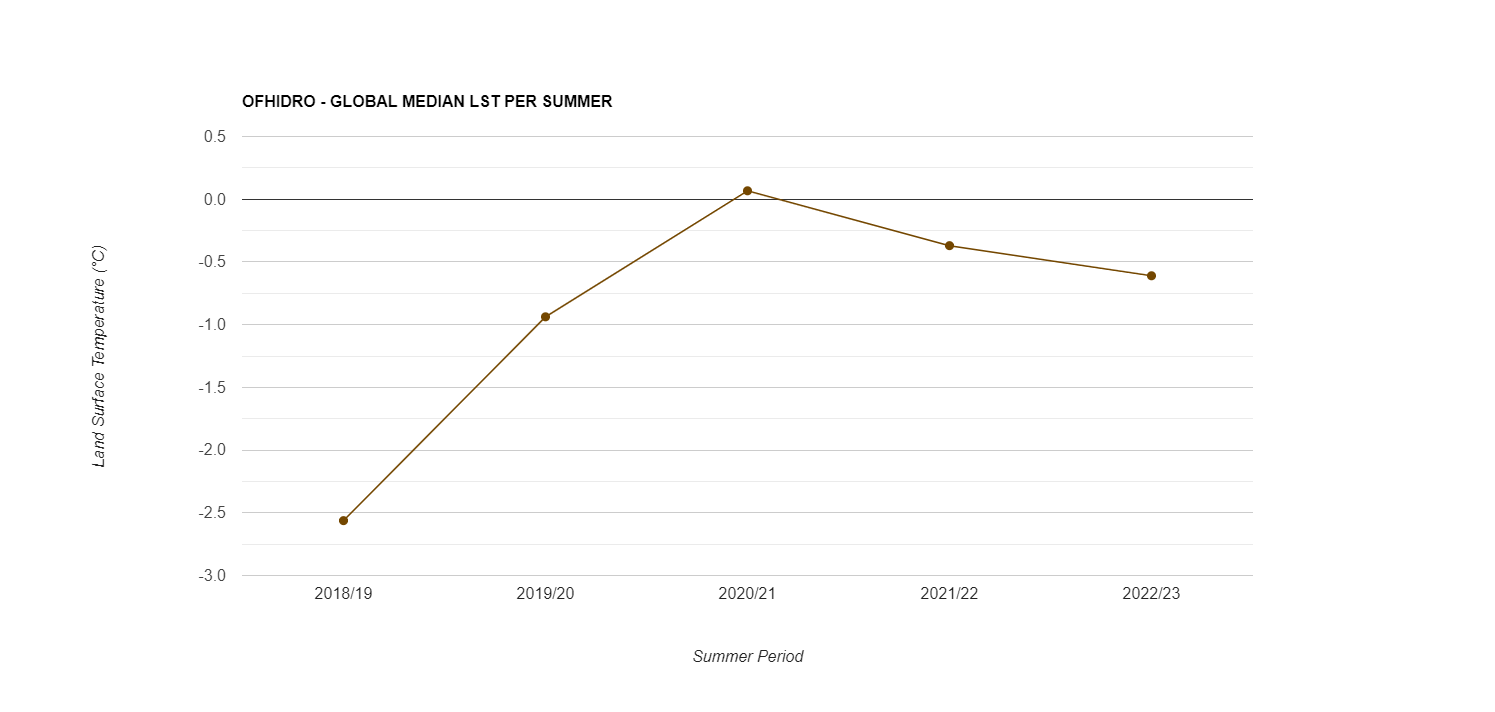 OFHIDRO - GLOBAL MEDIAN LST PER SUMMER
0.5
0.0
-0.5
-1.0
-1.5
-2.0
-2.5
-3.0
Land Surface Temperature (°C)
2018/19 2019/20 2020/21 2021/22 2022/23
Summer Period